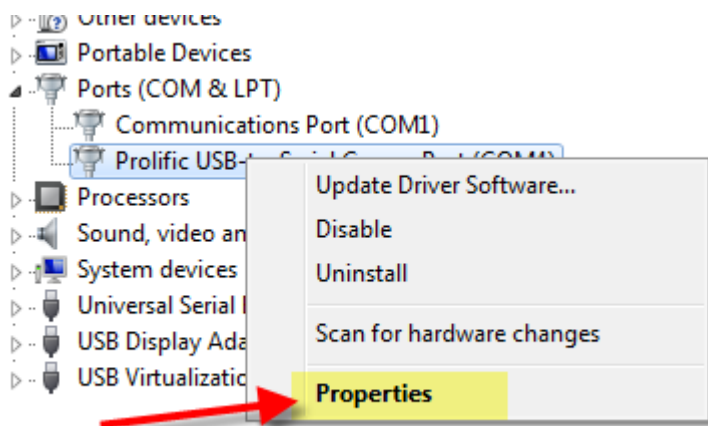 Other devices
Portable Devices
Ports (COM & LPT)
Communications Port (COM1)
Prolific USB-to-Serial Comm Port (COM4)
Update Driver Software...
Processors
Disable
Sound, video an
System devices
Uninstall
Universal Serial
Scan for hardware changes
USB Display Ada
USB Virtualizatic
Properties